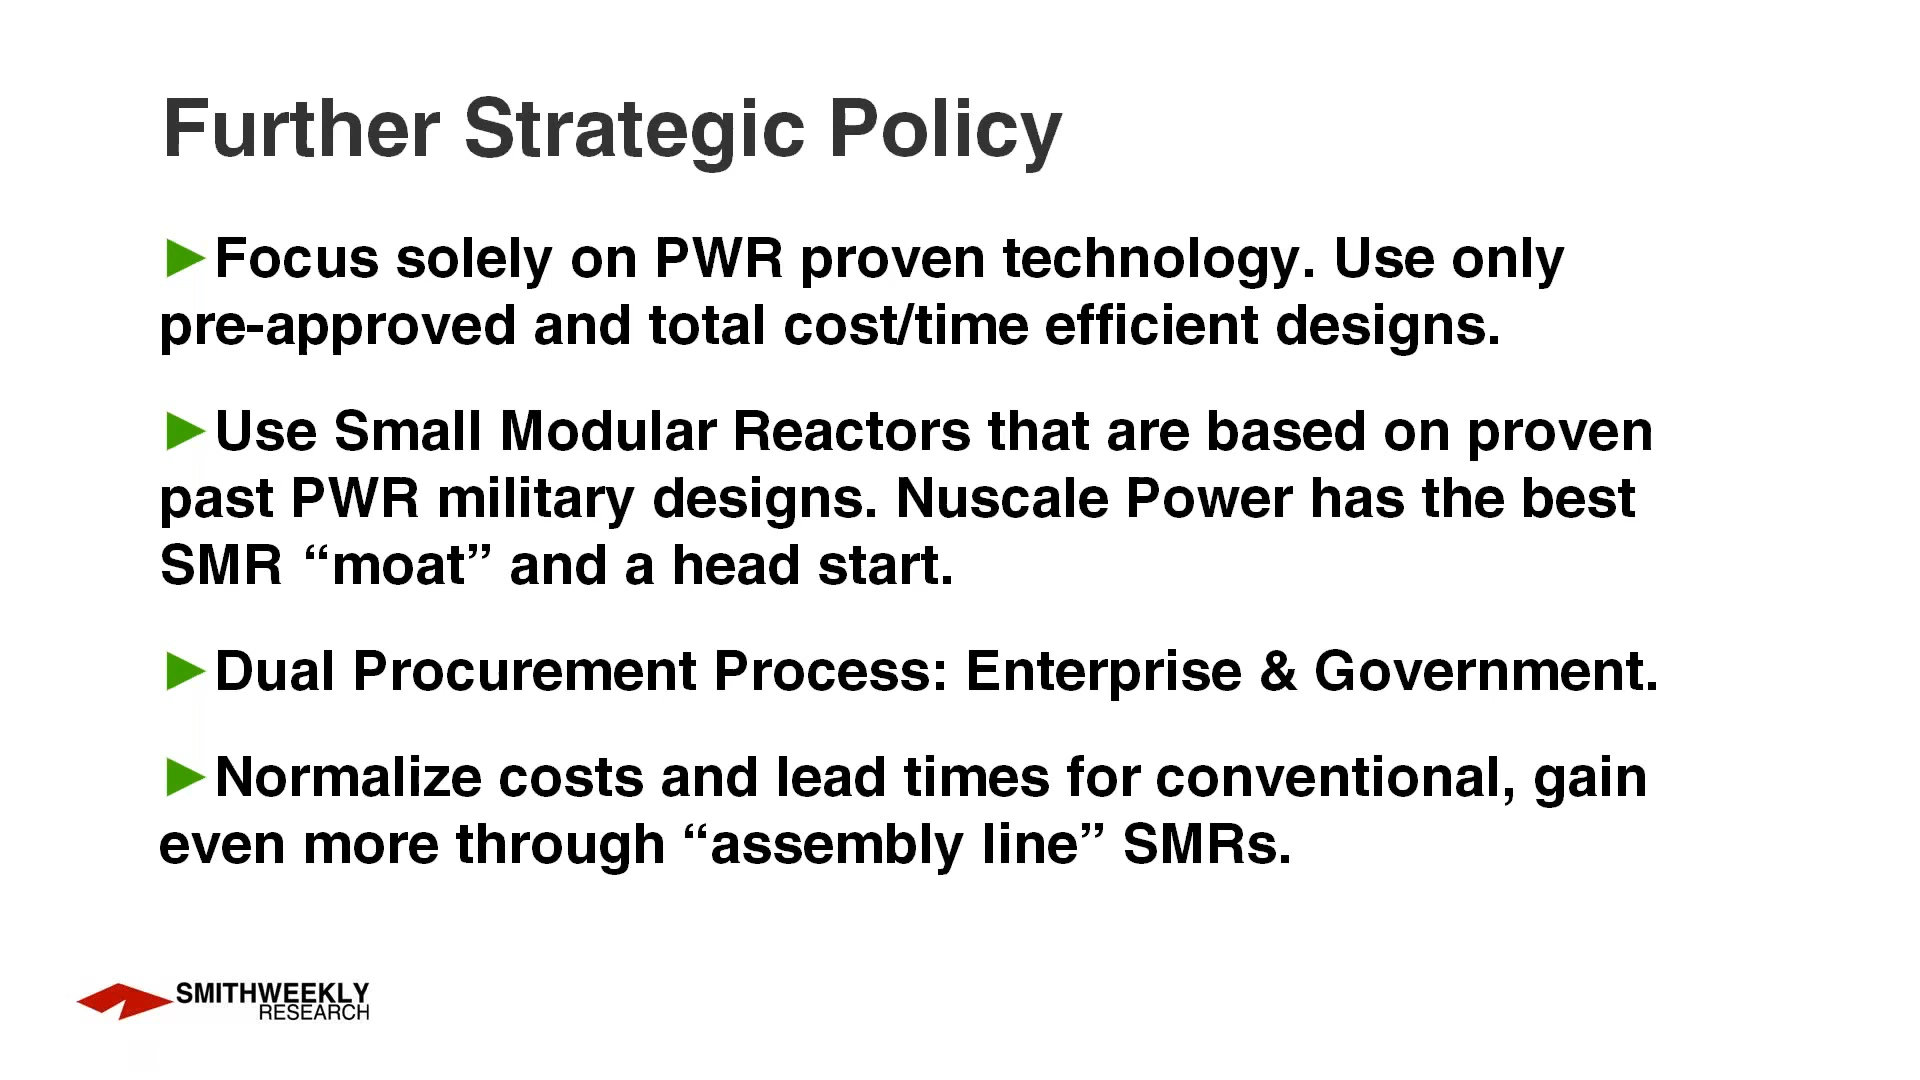 Further Strategic Policy
►Focus solely on PWR proven technology. Use only
pre-approved and total cost/time efficient designs.
►Use Small Modular Reactors that are based on proven
past PWR military designs. Nuscale Power has the best
SMR “moat” and a head start.
►Dual Procurement Process: Enterprise & Government.
►Normalize costs and lead times for conventional, gain
even more through “assembly line” SMRs.
SMITHWEEKLY
RESEARCH